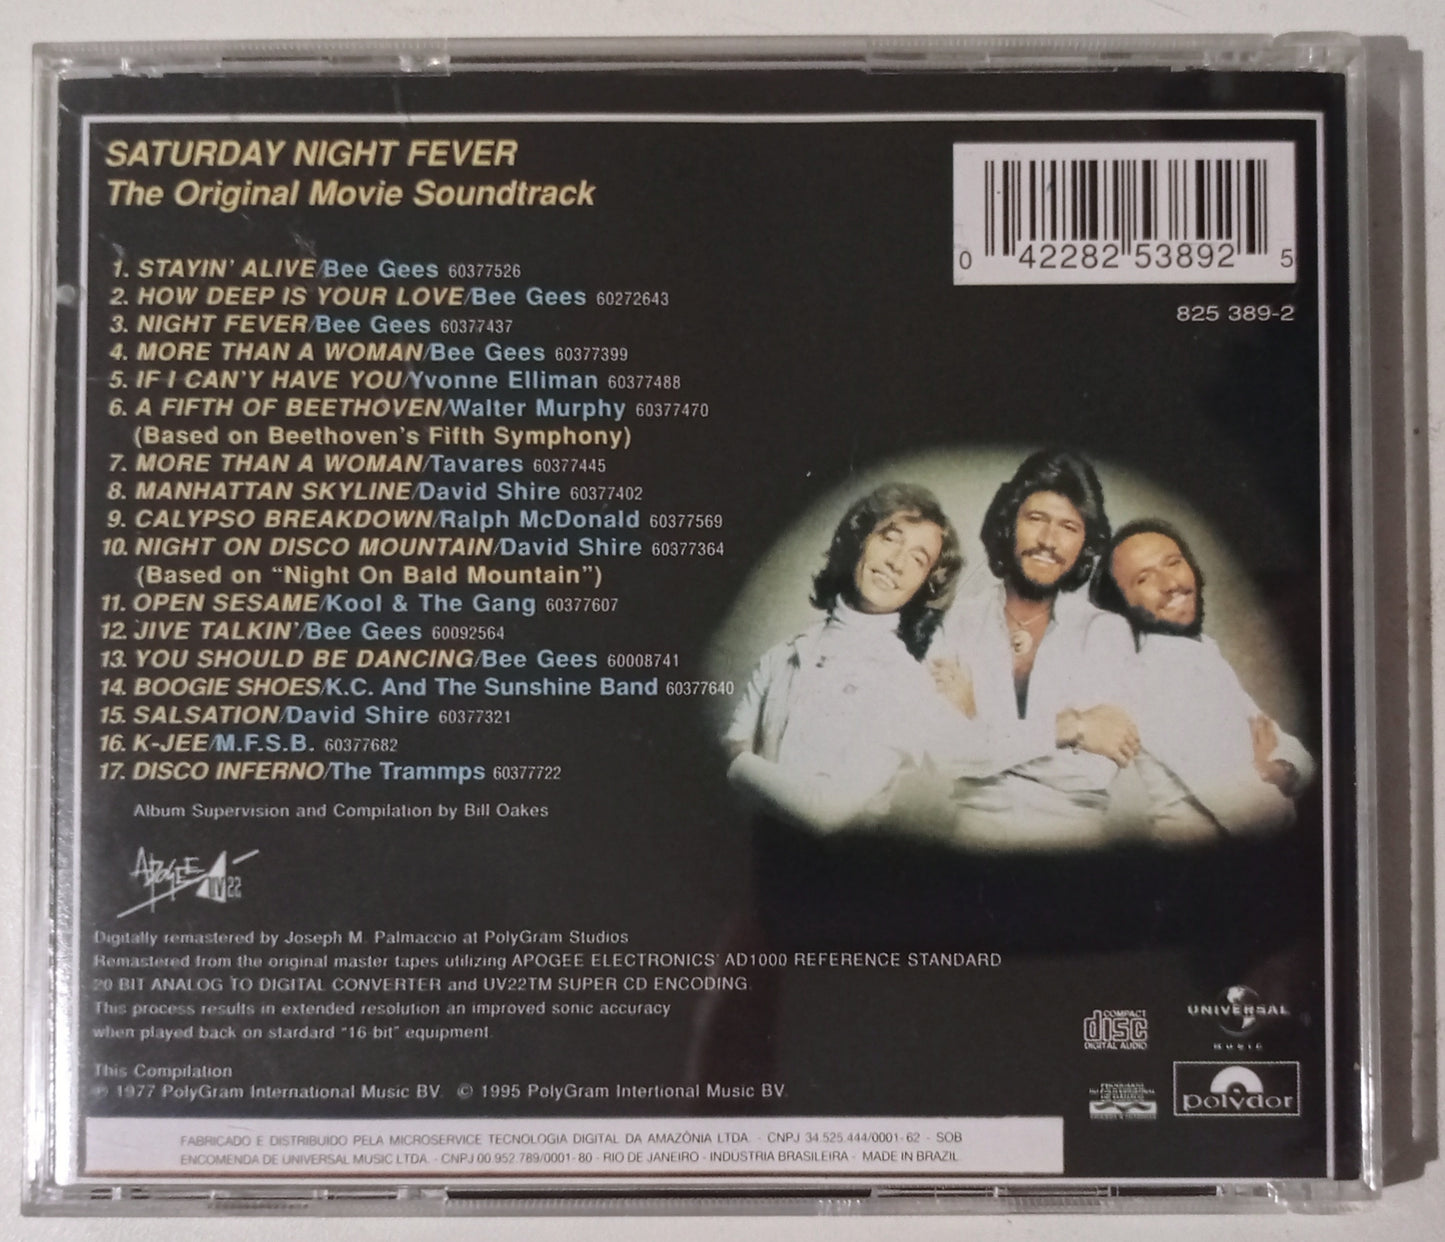 SATURDAY NIGHT FEVER
The Original Movie Soundtrack
0 42282 53892 5
825 389-2
1. STAYIN' ALIVE/Bee Gees 60377526
2. HOW DEEP IS YOUR LOVE/Bee Gees 60272643
3. NIGHT FEVER/Bee Gees 60377437
4. MORE THAN A WOMAN/Bee Gees 60377399
5. IF I CAN'Y HAVE YOU/Yvonne Elliman 60377488
6. A FIFTH OF BEETHOVEN/Walter Murphy 60377470
(Based on Beethoven's Fifth Symphony)
7. MORE THAN A WOMAN/Tavares 60377445
8. MANHATTAN SKYLINE/David Shire 60377402
9. CALYPSO BREAKDOWN/Ralph McDonald 60377569
10. NIGHT ON DISCO MOUNTAIN/David Shire 60377364
(Based on "Night On Bald Mountain")
11. OPEN SESAME/Kool & The Gang 60377607
12. JIVE TALKIN'/Bee Gees 60092564
13. YOU SHOULD BE DANCING/Bee Gees 60008741
14. BOOGIE SHOES/K.C. And The Sunshine Band 60377640
15. SALSATION/David Shire 60377321
16. K-JEE/M.F.S.B. 60377682
17. DISCO INFERNO/The Trammps 60377722
Album Supervision and Compilation by Bill Oakes
APOGEE UV22
Digitally remastered by Joseph M. Palmaccio at PolyGram Studios
Remastered from the original master tapes utilizing APOGEE ELECTRONICS' AD1000 REFERENCE STANDARD
20 BIT ANALOG TO DIGITAL CONVERTER and UV22TM SUPER CD ENCODING.
This process results in extended resolution an improved sonic accuracy
when played back on stardard "16 bit" equipment.
This Compilation
℗ 1977 PolyGram International Music BV. © 1995 PolyGram Intertional Music BV.
COMPACT
disc
DIGITAL AUDIO
UNIVERSAL
MUSIC
polydor
FABRICADO E DISTRIBUIDO PELA MICROSERVICE TECNOLOGIA DIGITAL DA AMAZÔNIA LTDA. - CNPJ 34.525.444/0001-62 - SOB
ENCOMENDA DE UNIVERSAL MUSIC LTDA. - CNPJ 00.952.789/0001-80 - RIO DE JANEIRO - INDÚSTRIA BRASILEIRA - MADE IN BRAZIL